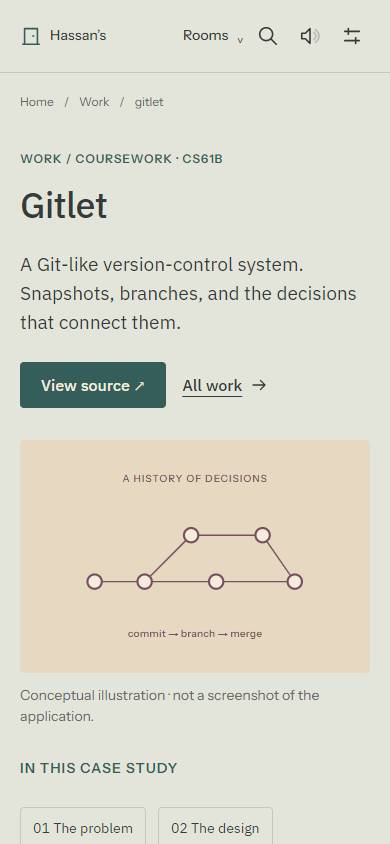 Hassan's
Rooms v
Home / Work / gitlet
WORK / COURSEWORK · CS61B
Gitlet
A Git-like version-control system.
Snapshots, branches, and the decisions
that connect them.
View source ↗
All work →
A HISTORY OF DECISIONS
commit → branch → merge
Conceptual illustration · not a screenshot of the
application.
IN THIS CASE STUDY
01 The problem
02 The design